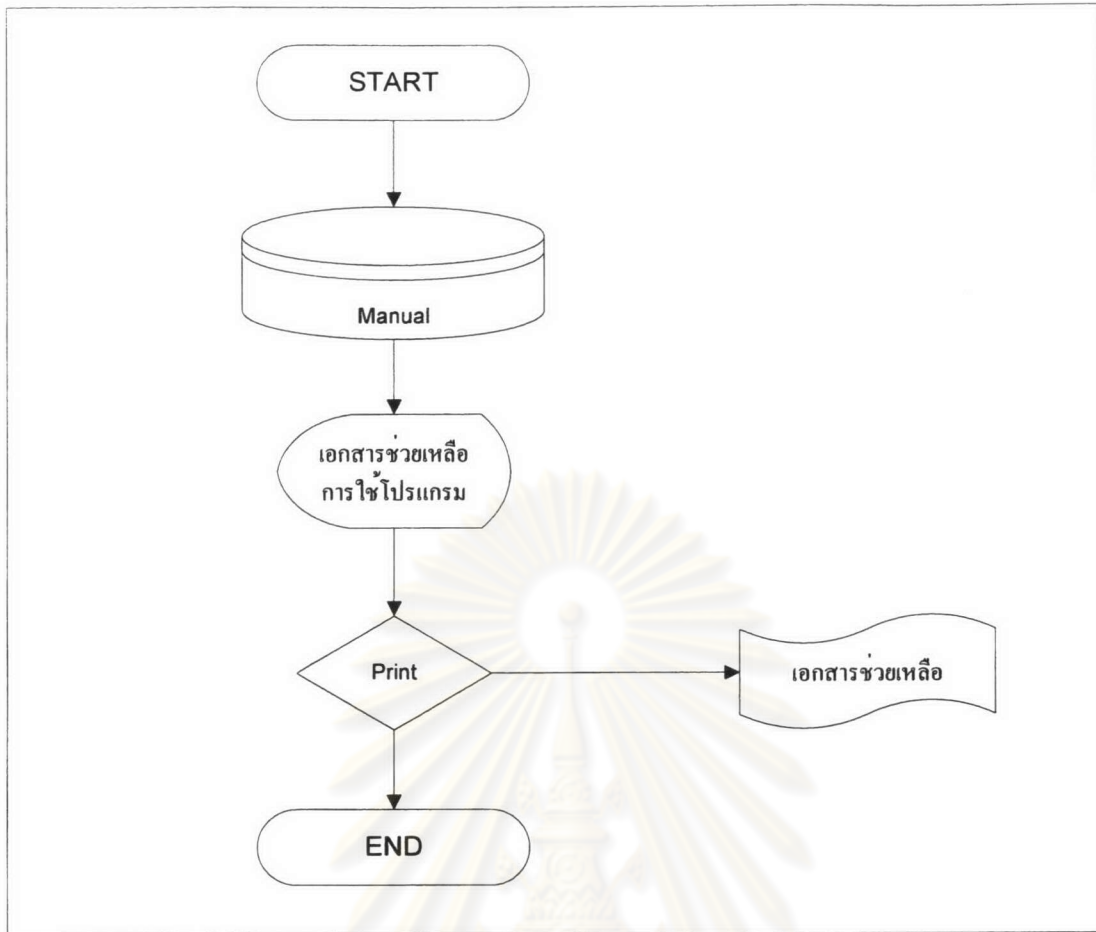 START
Manual
เอกสารช่วยเหลือ
การใช้โปรแกรม
Print
เอกสารช่วยเหลือ
END